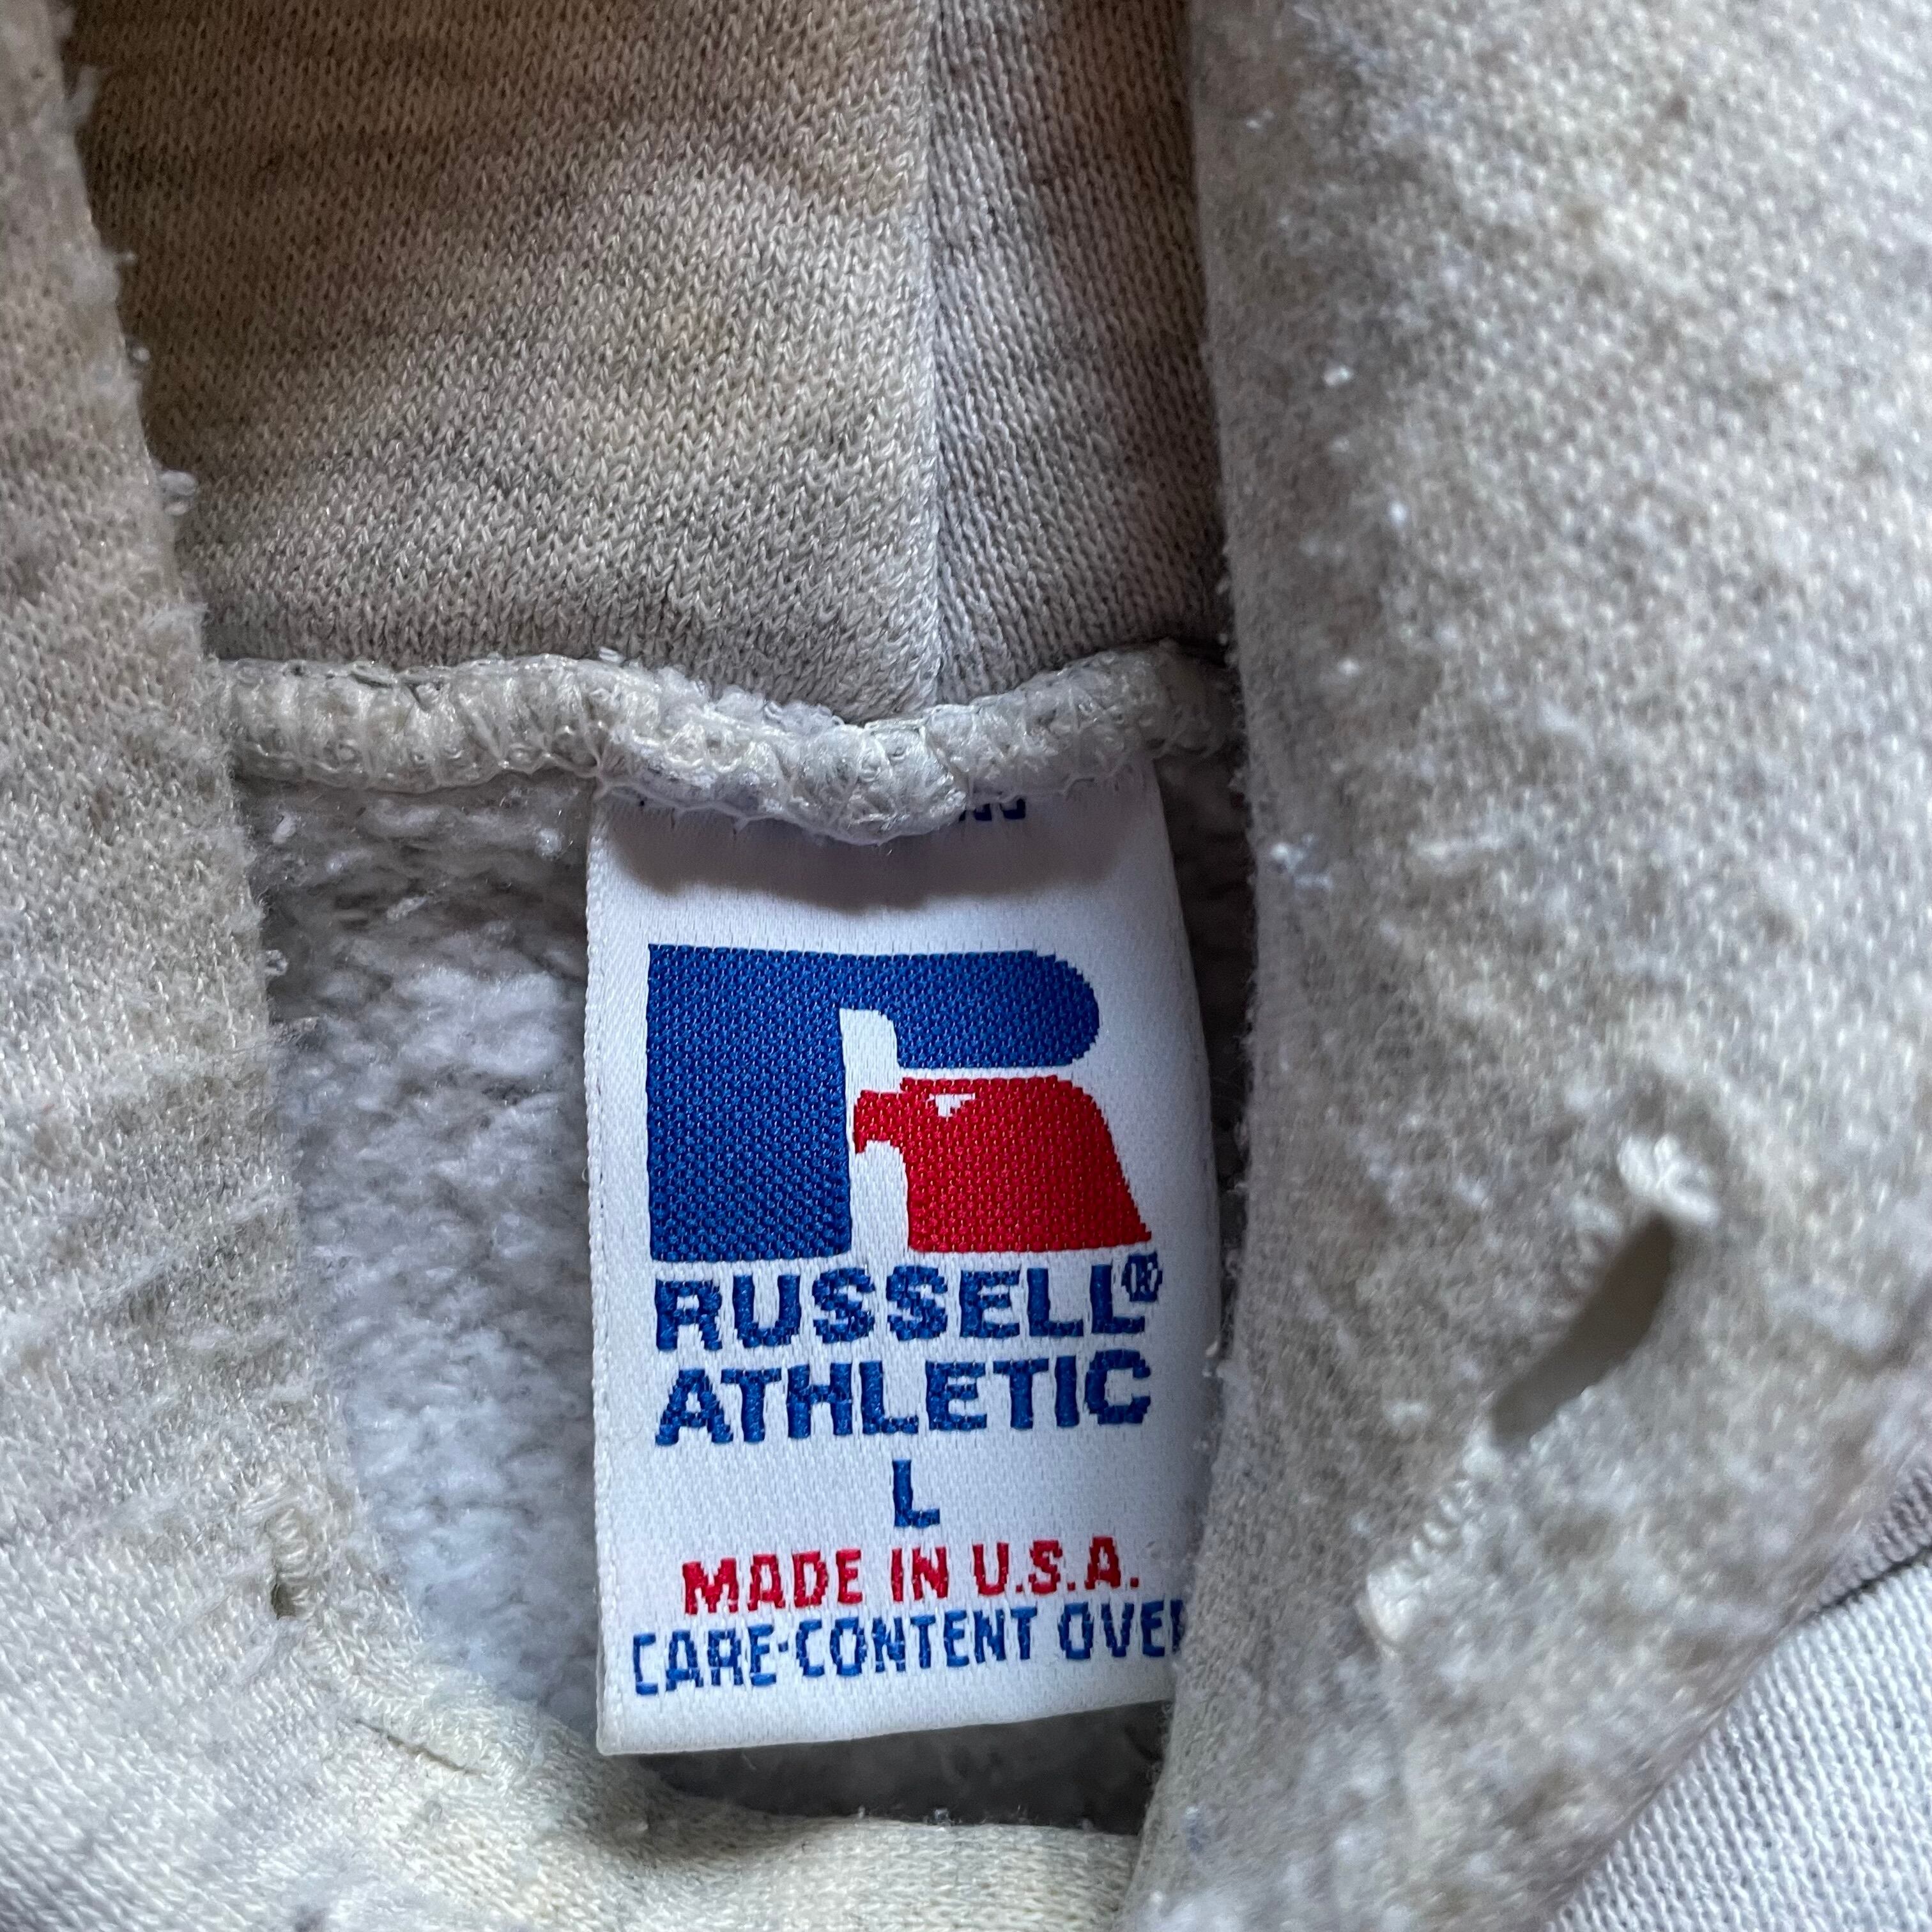 RUSSELL®
ATHLETIC
L
MADE IN U.S.A.
CARE-CONTENT OVER